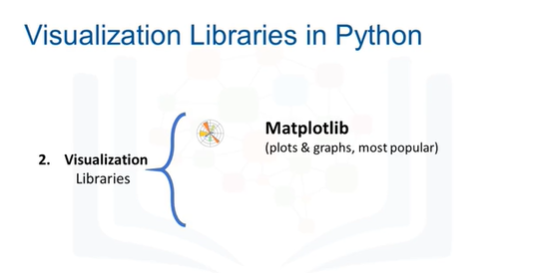 Visualization Libraries in Python
2. Visualization
Libraries
Matplotlib
(plots & graphs, most popular)